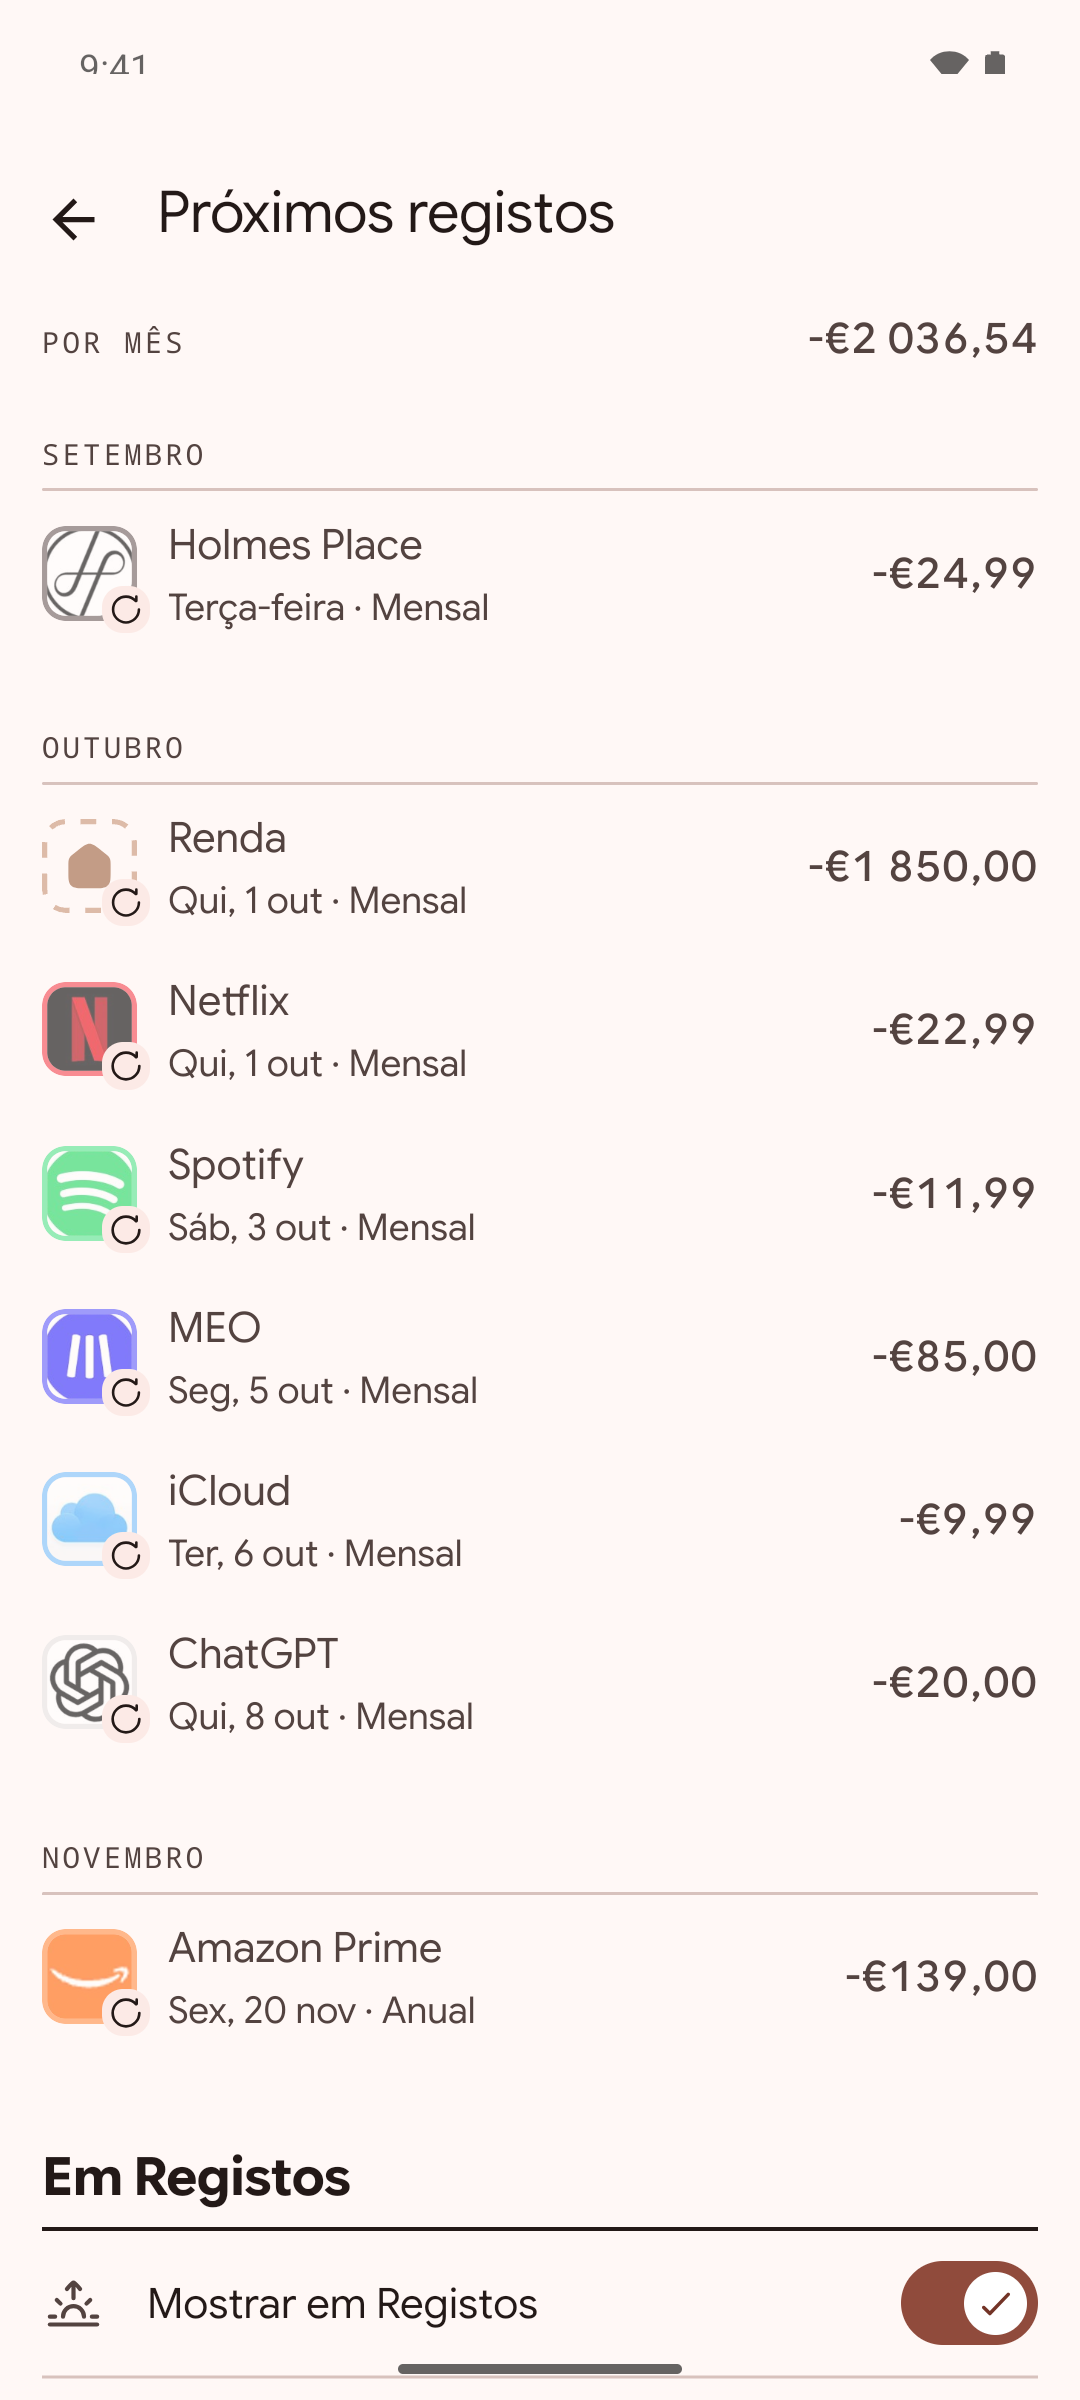 9:41
Próximos registos
POR MÊS
-€2 036,54
SETEMBRO
Holmes Place
Terça-feira · Mensal
-€24,99
OUTUBRO
Renda
Qui, 1 out · Mensal
-€1 850,00
Netflix
Qui, 1 out · Mensal
-€22,99
Spotify
Sáb, 3 out · Mensal
-€11,99
MEO
Seg, 5 out · Mensal
-€85,00
iCloud
Ter, 6 out · Mensal
-€9,99
ChatGPT
Qui, 8 out · Mensal
-€20,00
NOVEMBRO
Amazon Prime
Sex, 20 nov · Anual
-€139,00
Em Registos
Mostrar em Registos